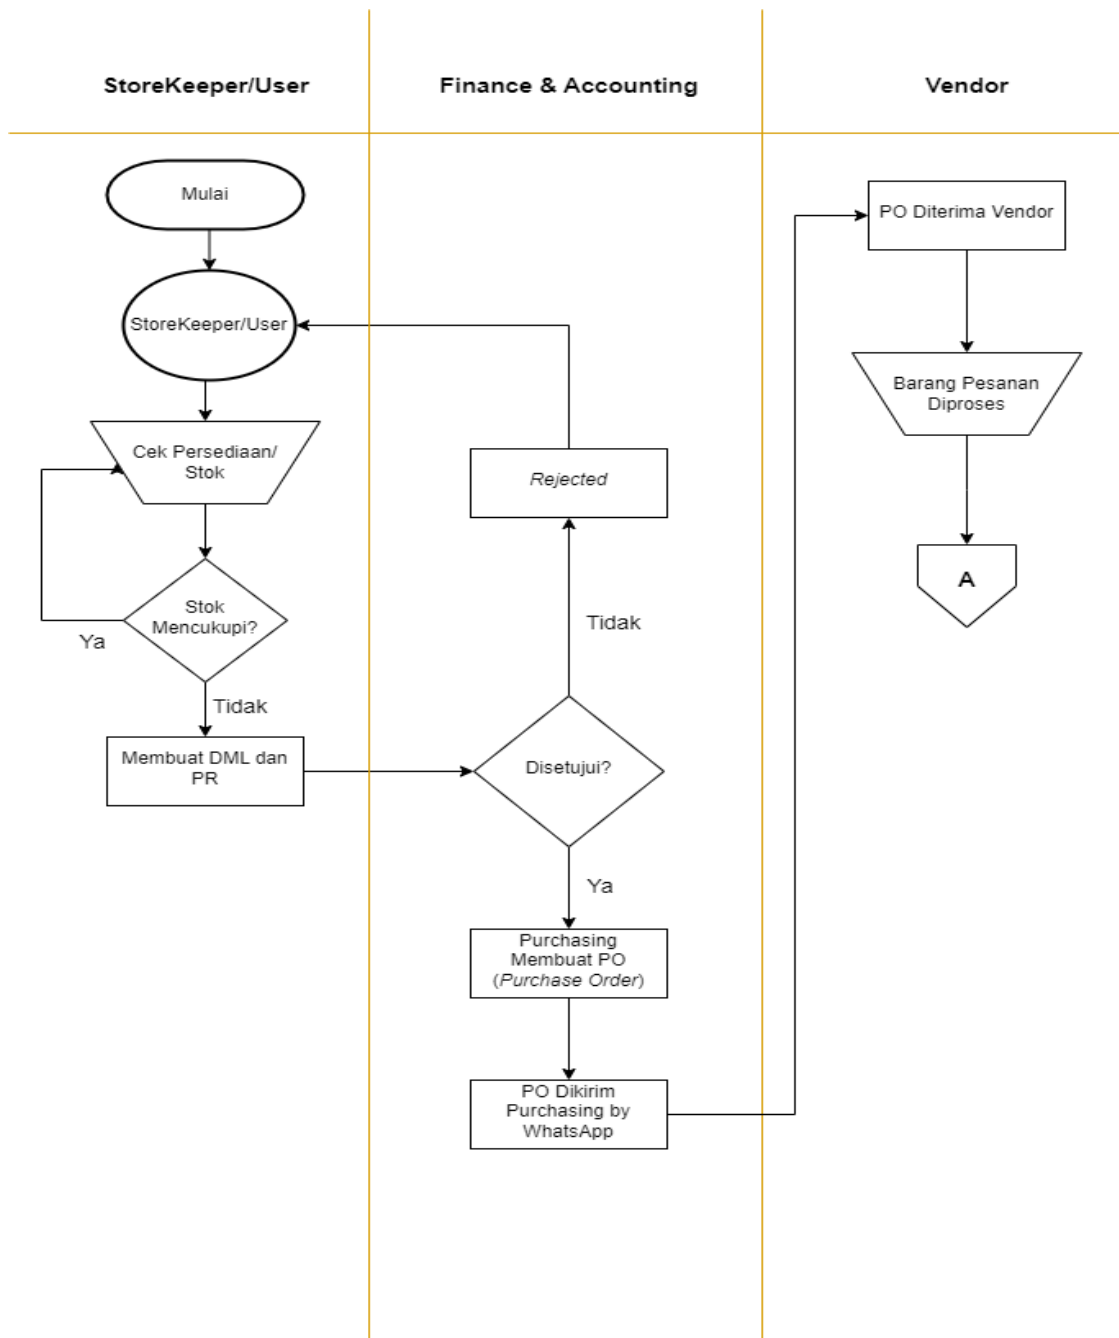 StoreKeeper/User
Finance & Accounting
Vendor
Mulai
StoreKeeper/User
Cek Persediaan/
Stok
Stok
Mencukupi?
Ya
Tidak
Membuat DML dan
PR
Rejected
Tidak
Disetujui?
Ya
Purchasing
Membuat PO
(Purchase Order)
PO Dikirim
Purchasing by
WhatsApp
PO Diterima Vendor
Barang Pesanan
Diproses
A